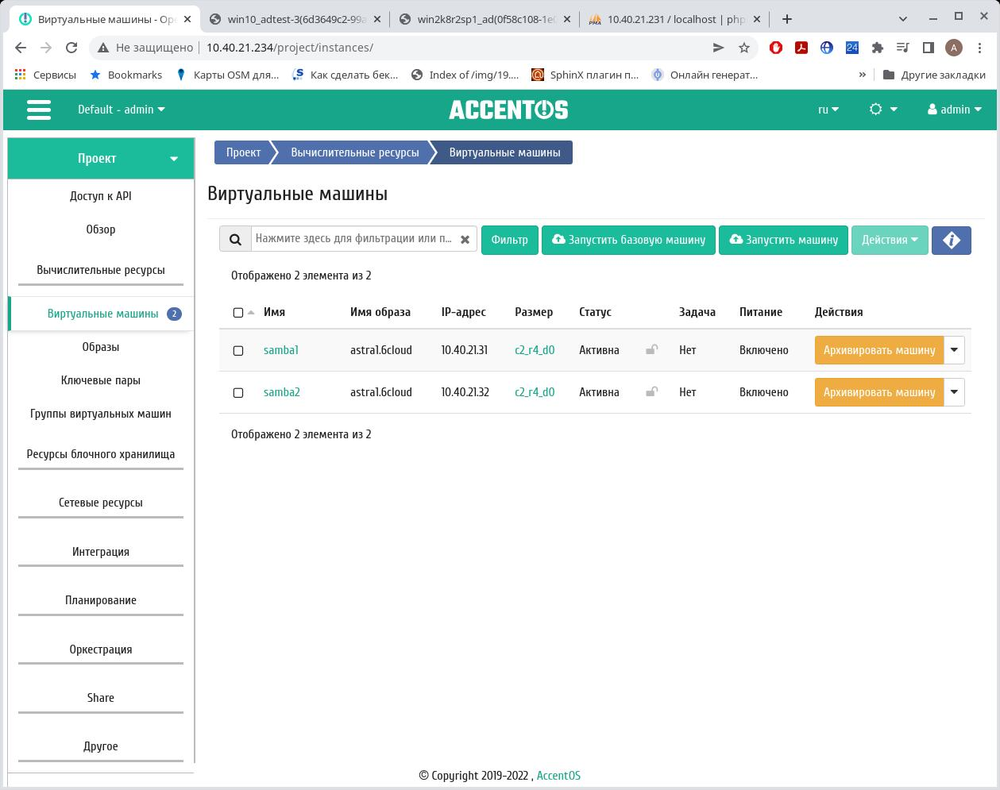 Виртуальные машины - Ope
win10_adtest-3(6d3649c2-99a
win2k8r2sp1_ad(0f58c108-1e0
10.40.21.231 / localhost | php
Не защищено
10.40.21.234/project/instances/
24
A
Сервисы
Bookmarks
Карты OSM для...
Как сделать бек...
Index of /img/19....
SphinX плагин п...
Онлайн генерат...
»
Другие закладки
Default - admin
ACCENTOS
ru
admin
Проект
Доступ к API
Обзор
Вычислительные ресурсы
Виртуальные машины 2
Образы
Ключевые пары
Группы виртуальных машин
Ресурсы блочного хранилища
Сетевые ресурсы
Интеграция
Планирование
Оркестрация
Share
Другое
Проект
Вычислительные ресурсы
Виртуальные машины
Виртуальные машины
Нажмите здесь для фильтрации или п...
Фильтр
Запустить базовую машину
Запустить машину
Действия
Отображено 2 элемента из 2
Имя Имя образа IP-адрес Размер Статус Задача Питание Действия
samba1 astra1.6cloud 10.40.21.31 c2_r4_d0 Активна Нет Включено Архивировать машину
samba2 astra1.6cloud 10.40.21.32 c2_r4_d0 Активна Нет Включено Архивировать машину
Отображено 2 элемента из 2
© Copyright 2019-2022 , AccentOS